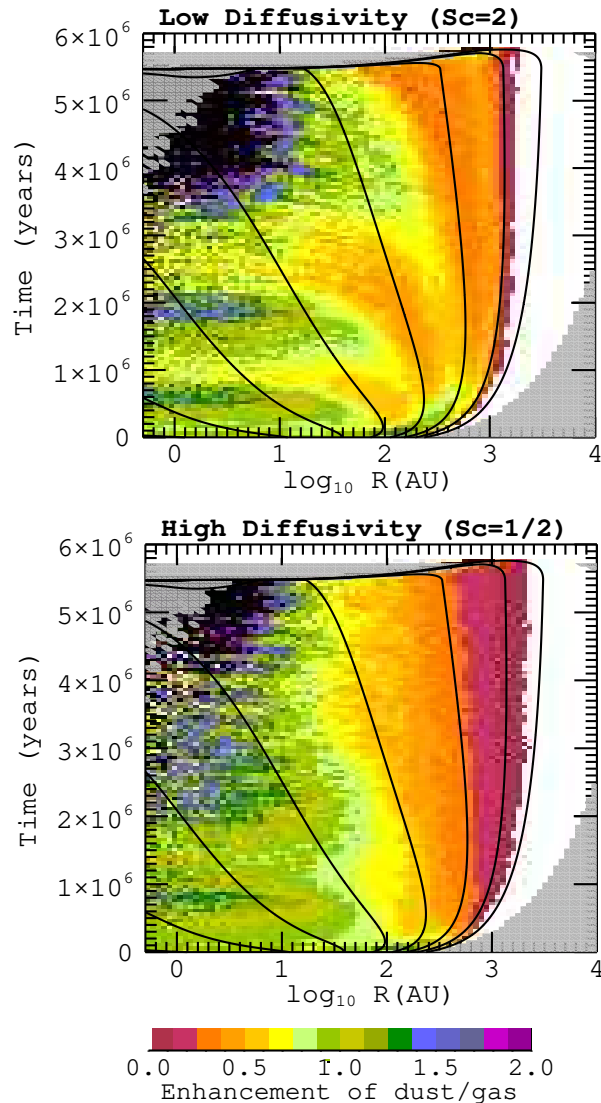 Low Diffusivity (Sc=2)
6×10⁶
5×10⁶
4×10⁶
3×10⁶
2×10⁶
1×10⁶
0
Time (years)
0 1 2 3 4
log₁₀ R(AU)
High Diffusivity (Sc=1/2)
6×10⁶
5×10⁶
4×10⁶
3×10⁶
2×10⁶
1×10⁶
0
Time (years)
0 1 2 3 4
log₁₀ R(AU)
0.0 0.5 1.0 1.5 2.0
Enhancement of dust/gas